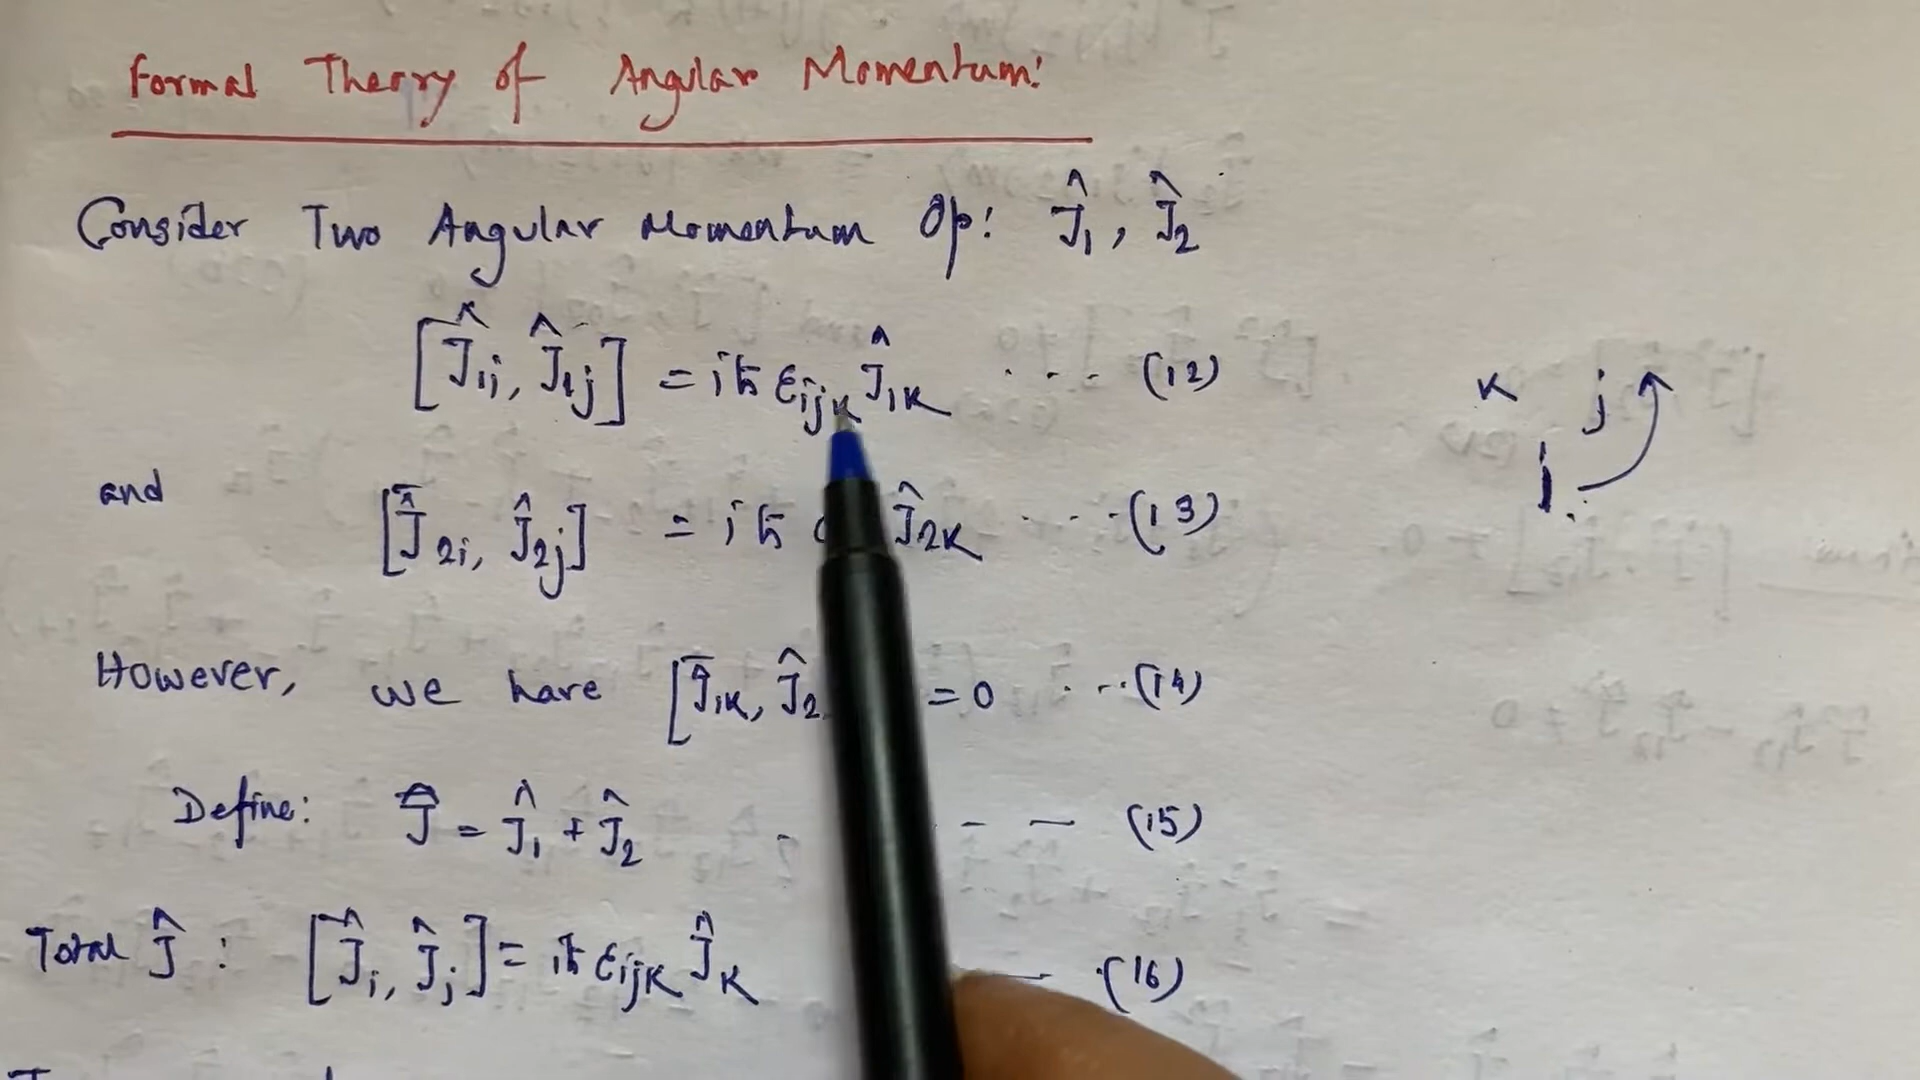 Formal Theory of Angular Momentum:
Consider Two Angular Momentum Op: Ĵ₁, Ĵ₂
[Ĵ₁ᵢ, Ĵ₁ⱼ] = iħ εᵢⱼₖ Ĵ₁ₖ ... (12)
k j
i
and [Ĵ₂ᵢ, Ĵ₂ⱼ] = iħ Ĵ₂ₖ ... (13)
However, we have [Ĵ₁ₖ, Ĵ₂ = 0 ... (14)
Define: Ĵ = Ĵ₁ + Ĵ₂ - - - (15)
Total Ĵ : [Ĵᵢ, Ĵⱼ] = iħ εᵢⱼₖ Ĵₖ — (16)